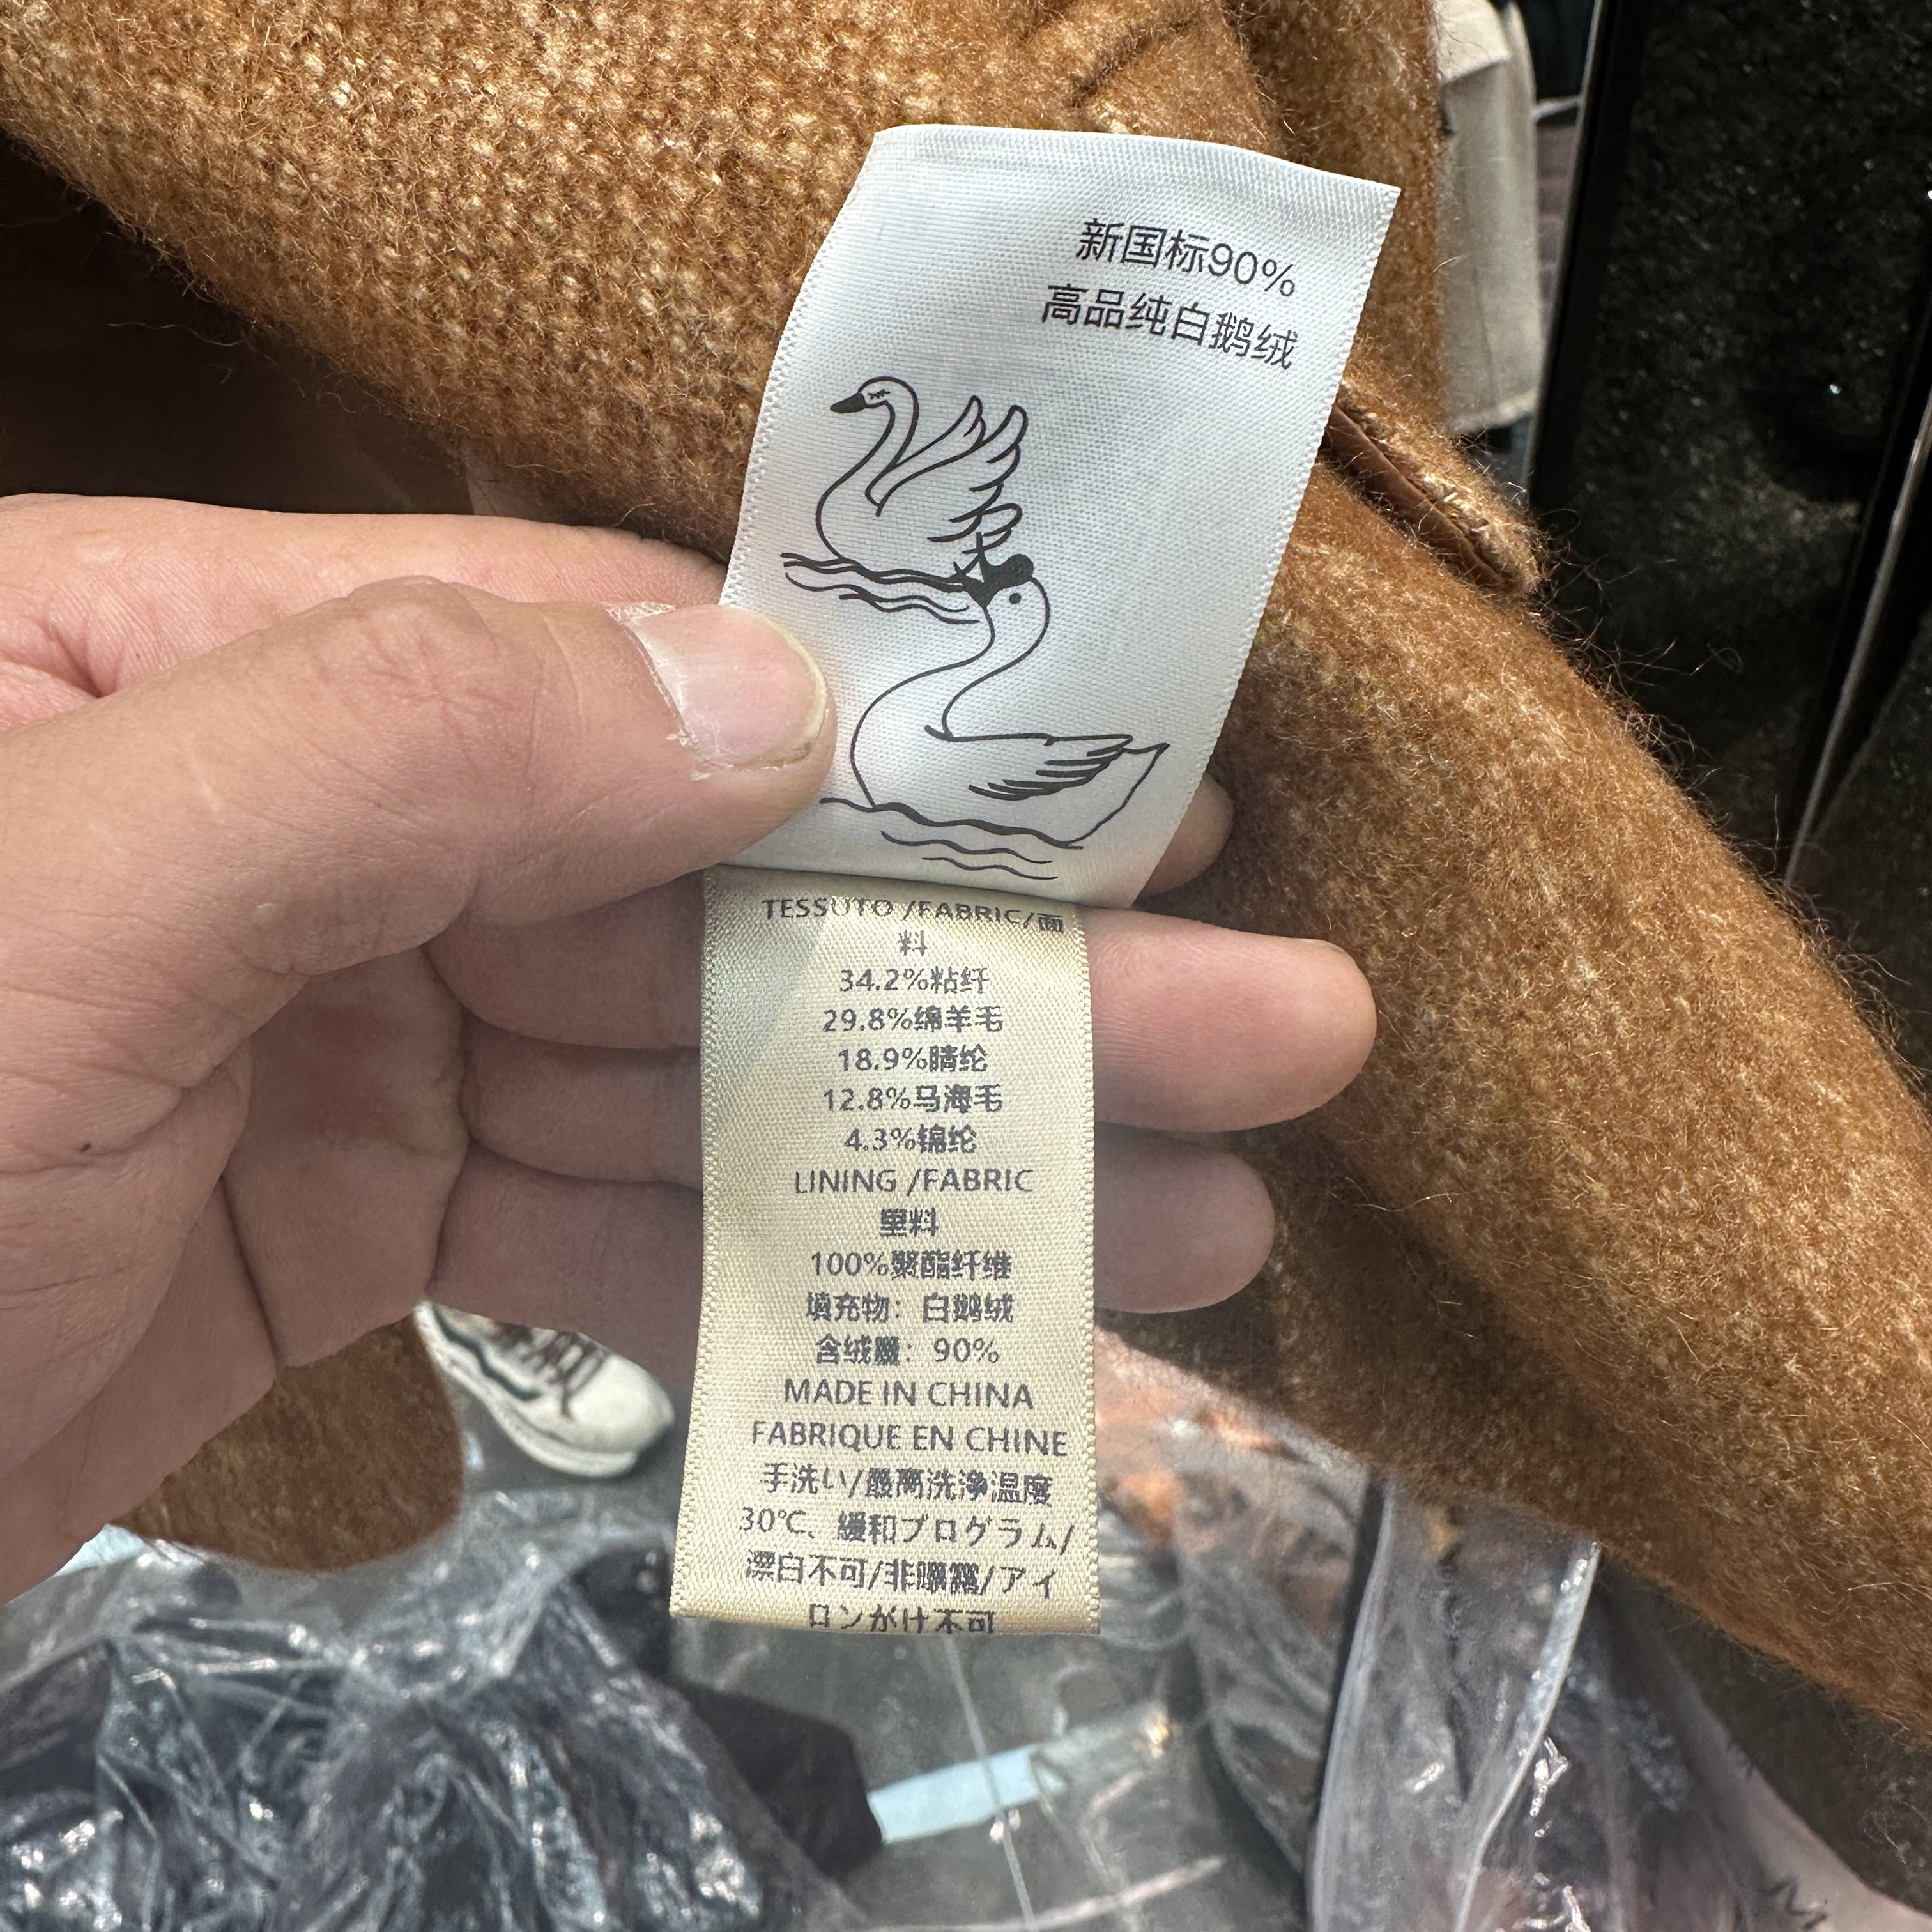 新国标90%
高品纯白鹅绒
TESSUTO /FABRIC/面
料
34.2%粘纤
29.8%绵羊毛
18.9%腈纶
12.8%马海毛
4.3%锦纶
LINING /FABRIC
里料
100%聚酯纤维
填充物：白鹅绒
含绒量：90%
MADE IN CHINA
FABRIQUE EN CHINE
手洗い/最高洗浄温度
30℃、緩和プログラム/
漂白不可/非曝露/アイ
ロンがけ不可